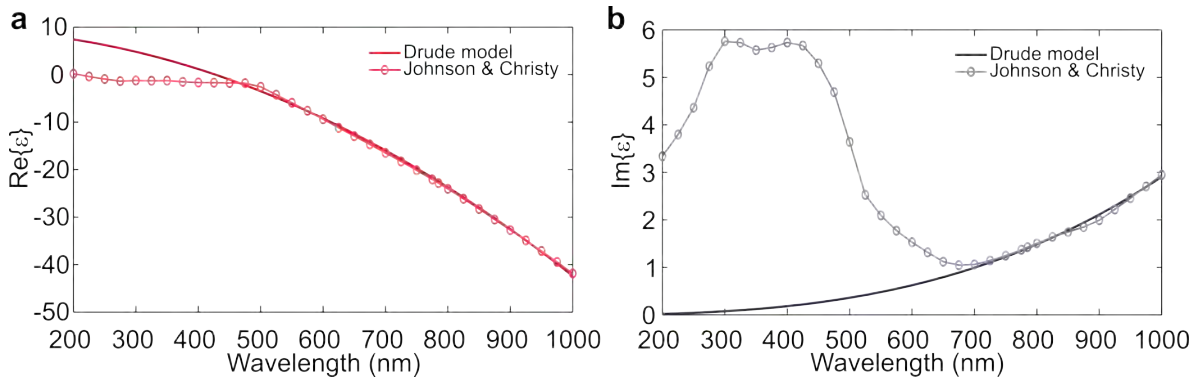 a
10
0
-10
-20
-30
-40
-50
Re{ε}
Drude model
Johnson & Christy
200 300 400 500 600 700 800 900 1000
Wavelength (nm)
b
6
5
4
3
2
1
0
Im{ε}
Drude model
Johnson & Christy
200 300 400 500 600 700 800 900 1000
Wavelength (nm)